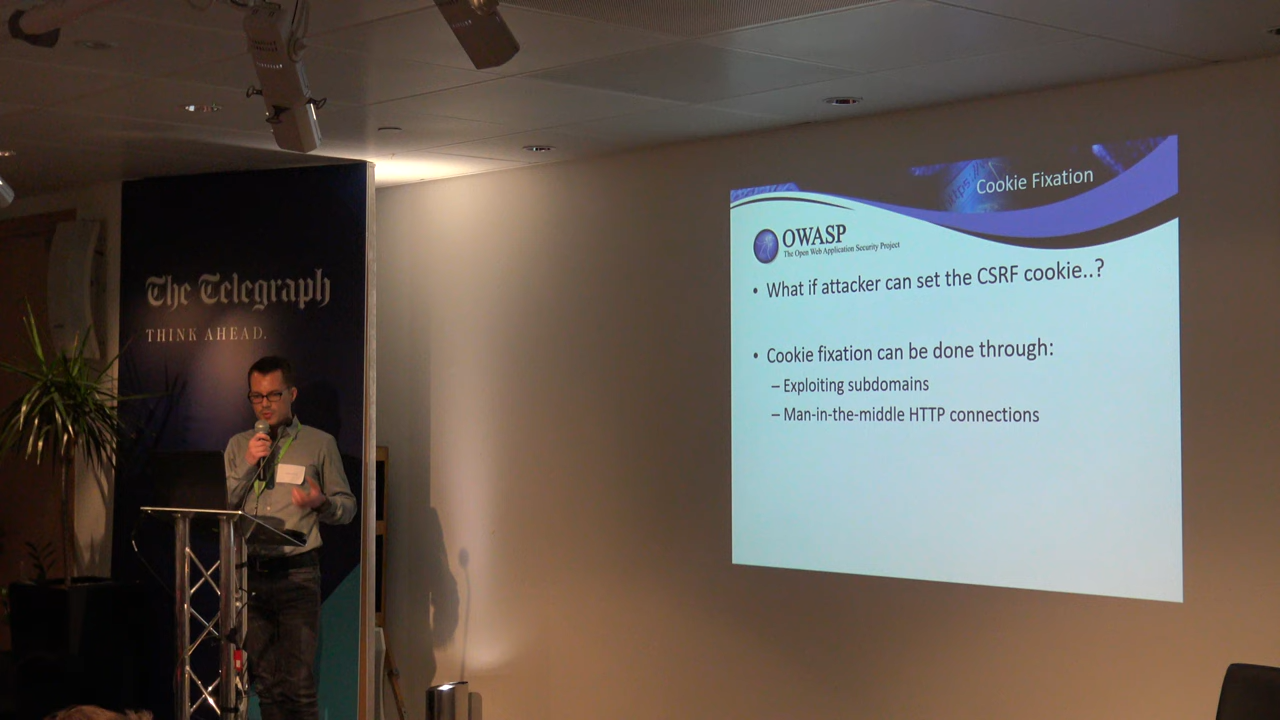 The Telegraph
THINK AHEAD.
Cookie Fixation
OWASP
The Open Web Application Security Project
• What if attacker can set the CSRF cookie..?
• Cookie fixation can be done through:
– Exploiting subdomains
– Man-in-the-middle HTTP connections